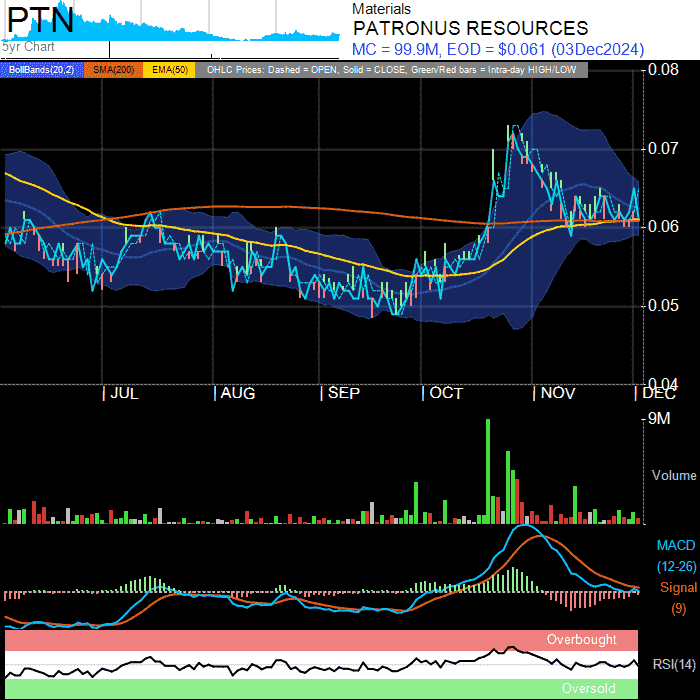 PTN
5yr Chart
Materials
PATRONUS RESOURCES
MC = 99.9M, EOD = $0.061 (03Dec2024)
BollBands(20,2) SMA(200) EMA(50) OHLC Prices: Dashed = OPEN, Solid = CLOSE, Green/Red bars = Intra-day HIGH/LOW
0.08
0.07
0.06
0.05
0.04
JUL AUG SEP OCT NOV DEC
9M
Volume
MACD
(12-26)
Signal
(9)
Overbought
RSI(14)
Oversold